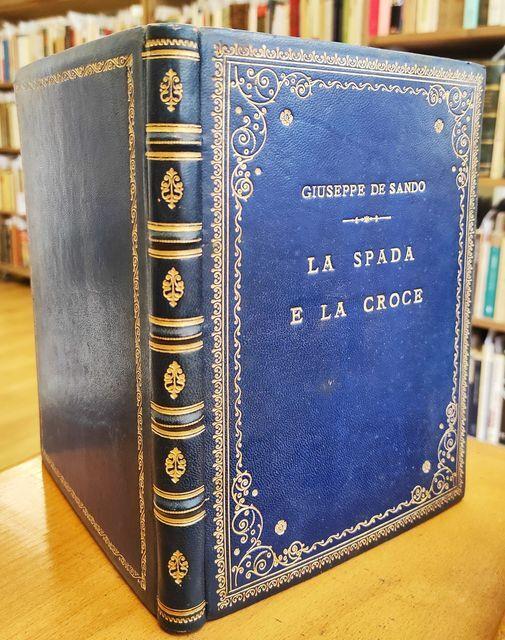 GIUSEPPE DE SANDO
LA SPADA
E LA CROCE